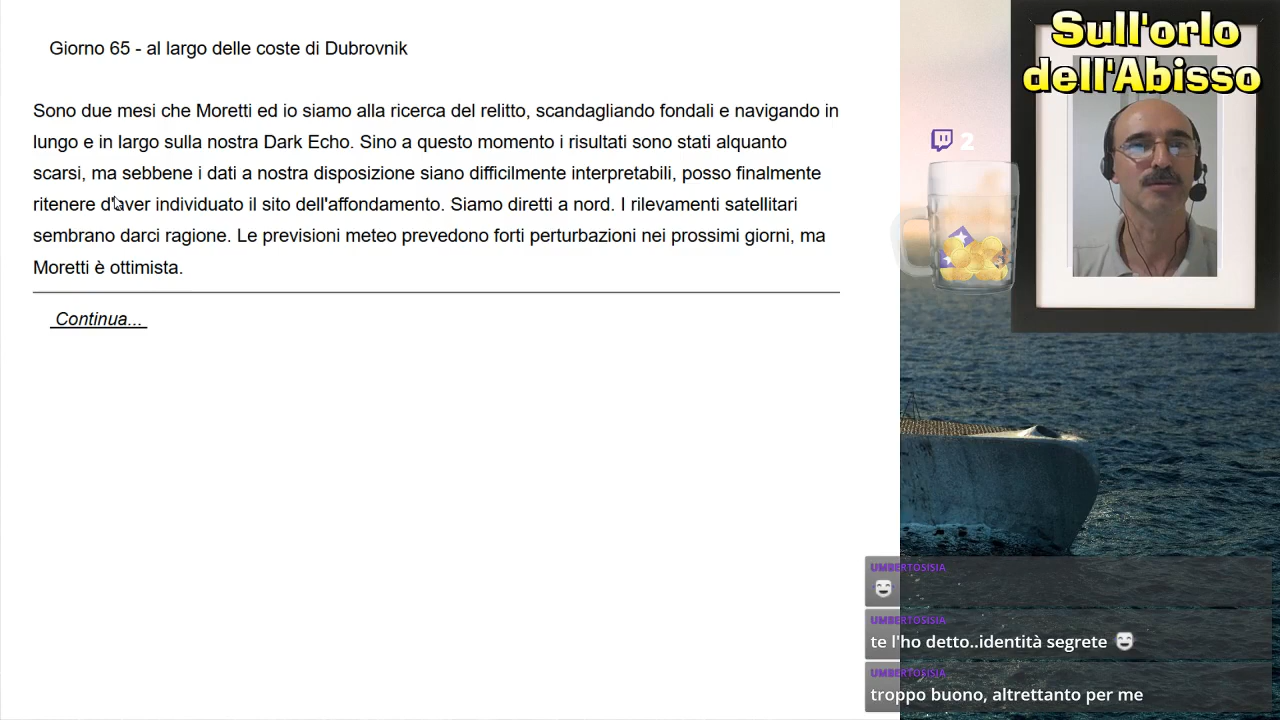 Giorno 65 - al largo delle coste di Dubrovnik
Sono due mesi che Moretti ed io siamo alla ricerca del relitto, scandagliando fondali e navigando in
lungo e in largo sulla nostra Dark Echo. Sino a questo momento i risultati sono stati alquanto
scarsi, ma sebbene i dati a nostra disposizione siano difficilmente interpretabili, posso finalmente
ritenere d'aver individuato il sito dell'affondamento. Siamo diretti a nord. I rilevamenti satellitari
sembrano darci ragione. Le previsioni meteo prevedono forti perturbazioni nei prossimi giorni, ma
Moretti è ottimista.
Continua...
Sull'orlo
dell'Abisso
2
UMBERTOSISIA
UMBERTOSISIA
te l'ho detto..identità segrete
UMBERTOSISIA
troppo buono, altrettanto per me